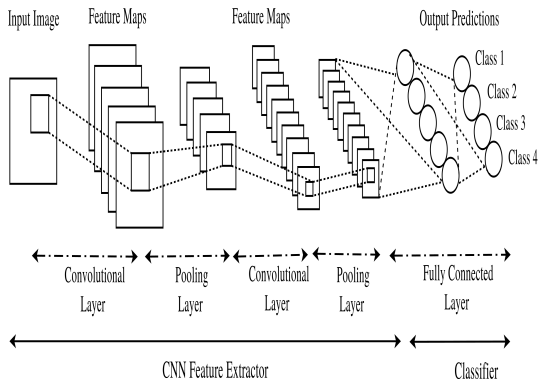 Input Image
Feature Maps
Feature Maps
Output Predictions
Class 1
Class 2
Class 3
Class 4
Convolutional
Layer
Pooling
Layer
Convolutional
Layer
Pooling
Layer
Fully Connected
Layer
CNN Feature Extractor
Classifier